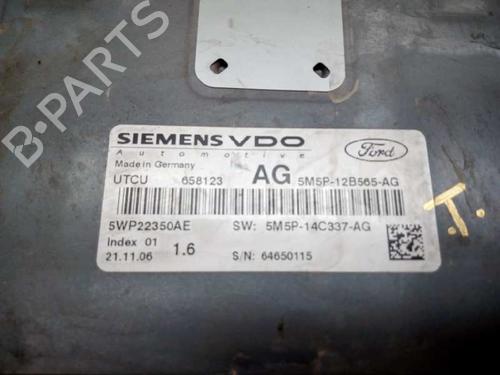 B-PARTS
SIEMENS VDO
Automotive
Made in Germany
Ford
UTCU 658123 AG 5M5P-12B565-AG
5WP22350AE SW: 5M5P-14C337-AG
Index 01
21.11.06 1.6 S/N: 64650115
T.